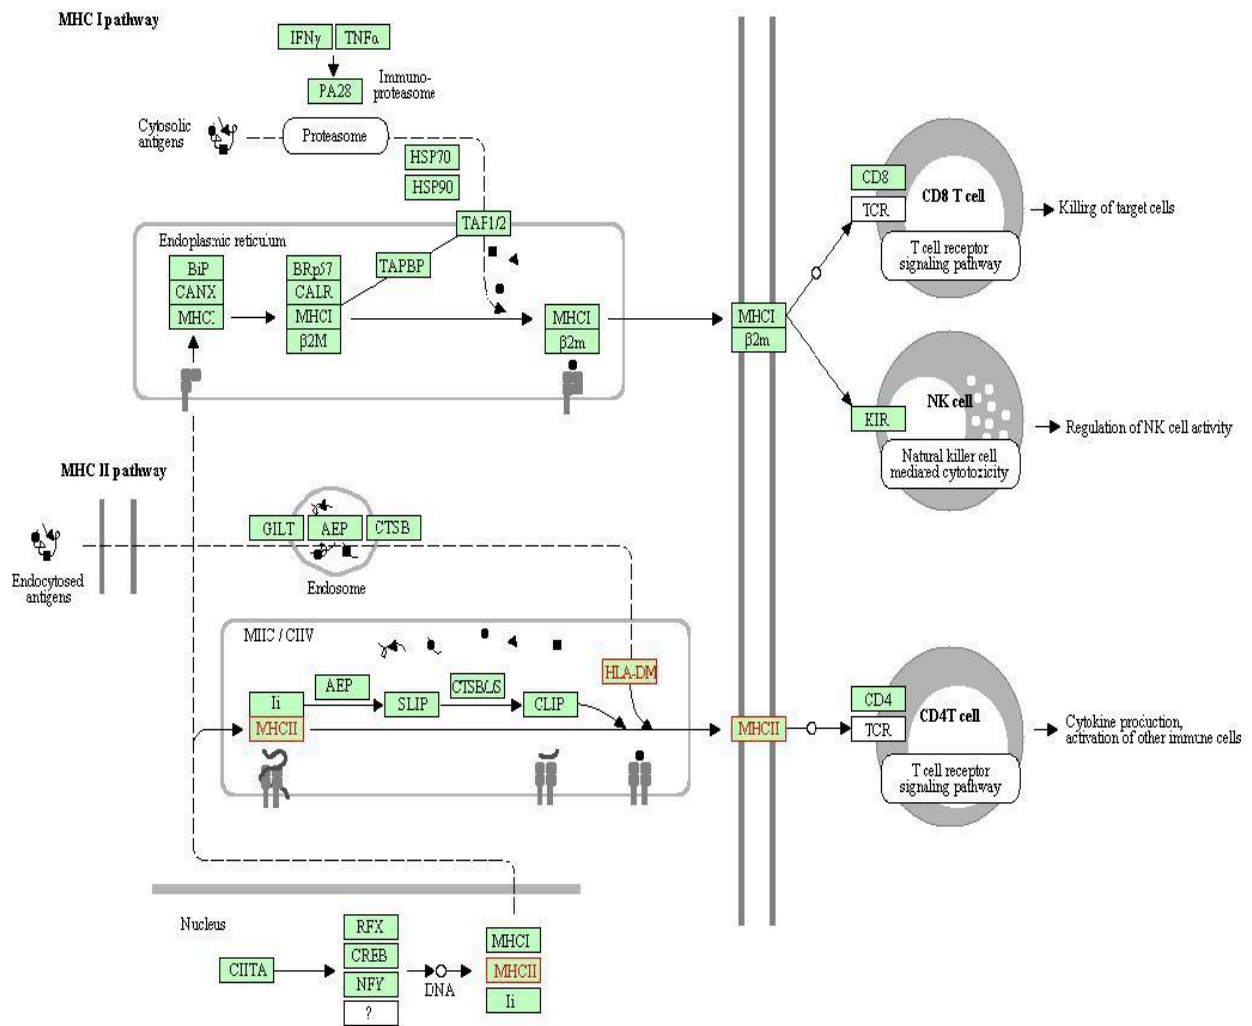 MHC I pathway
IFNγ
TNFα
PA28
Immuno-
proteasome
Cytosolic
antigens
Proteasome
HSP70
HSP90
TAF1/2
Endoplasmic reticulum
BiP
CANX
MHCI
BRp57
CALR
MHCI
β2M
TAPBP
MHCI
β2m
MHCI
β2m
CD8
TCR
CD8 T cell
T cell receptor
signaling pathway
Killing of target cells
KIR
NK cell
Natural killer cell
mediated cytotoxicity
Regulation of NK cell activity
MHC II pathway
Endocytosed
antigens
GILT
AEP
CTSB
Endosome
MIIC / CIIV
Ii
MHCII
AEP
SLIP
CTSB/L/S
CLIP
HLA-DM
MHCII
CD4
TCR
CD4T cell
T cell receptor
signaling pathway
Cytokine production,
activation of other immune cells
Nucleus
CIITA
RFX
CREB
NFY
?
DNA
MHCI
MHCII
Ii